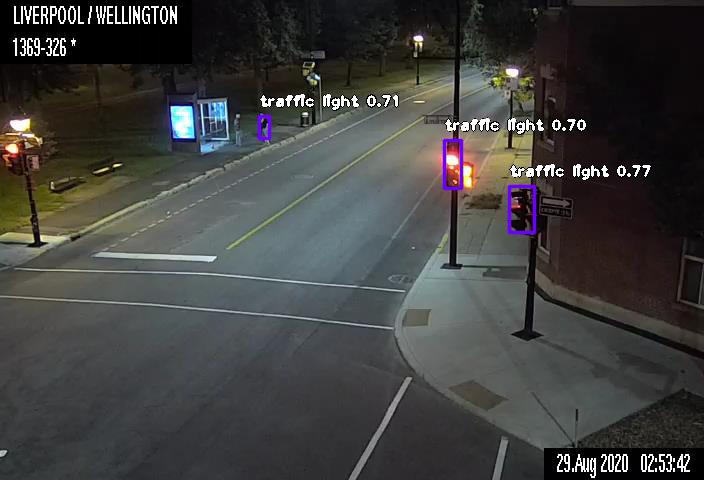 LIVERPOOL / WELLINGTON
1369-326 *
traffic light 0.71
traffic light 0.70
traffic light 0.77
29.Aug 2020 02:53:42